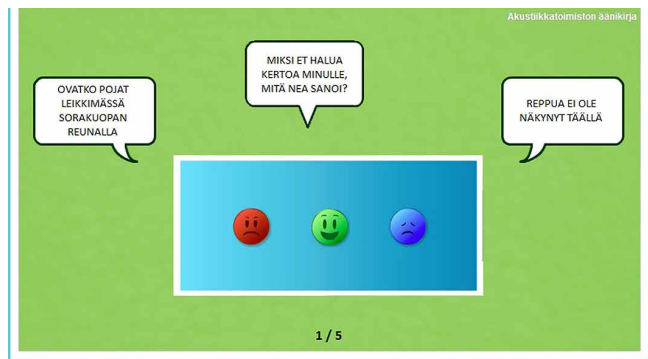 Akustiikkatoimiston äänikirja
OVATKO POJAT
LEIKKIMÄSSÄ
SORAKUOPAN
REUNALLA
MIKSI ET HALUA
KERTOA MINULLE,
MITÄ NEA SANOI?
REPPUA EI OLE
NÄKYNYT TÄÄLLÄ
1 / 5